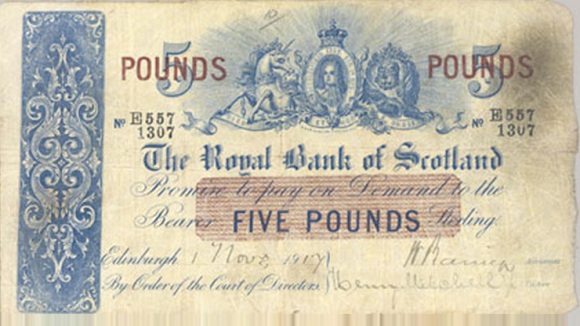 5 POUNDS 5 POUNDS
Nº E557 1307 Nº E557 1307
The Royal Bank of Scotland
Promise to pay on Demand to the
Bearer FIVE POUNDS Sterling
Edinburgh 1 Nov 1917
By Order of the Court of Directors